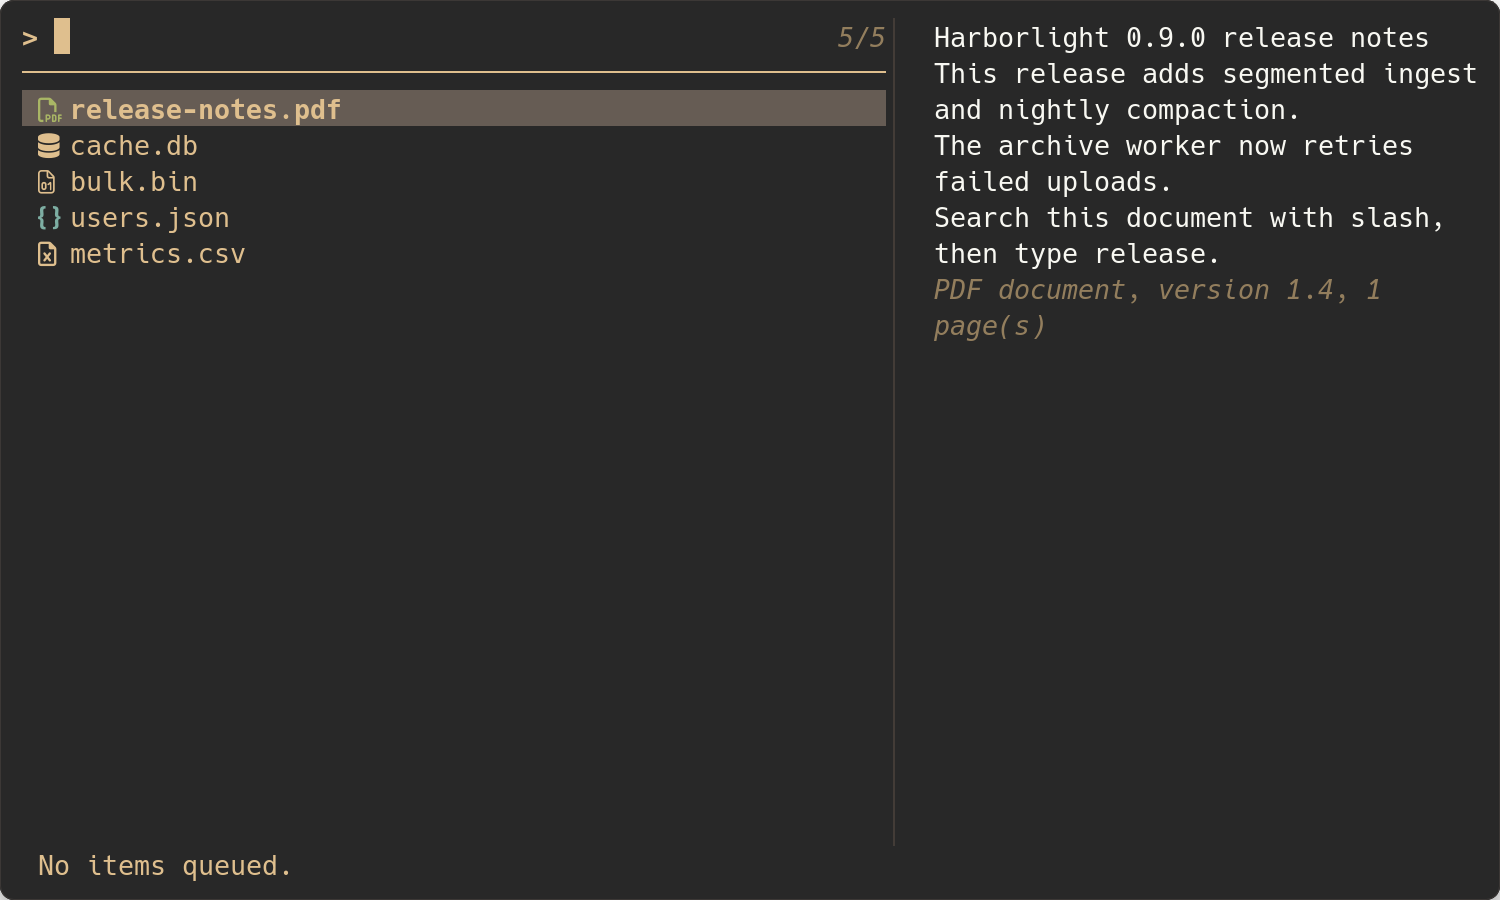 >
5/5
release-notes.pdf
cache.db
bulk.bin
users.json
metrics.csv
No items queued.
Harborlight 0.9.0 release notes
This release adds segmented ingest
and nightly compaction.
The archive worker now retries
failed uploads.
Search this document with slash,
then type release.
PDF document, version 1.4, 1
page(s)